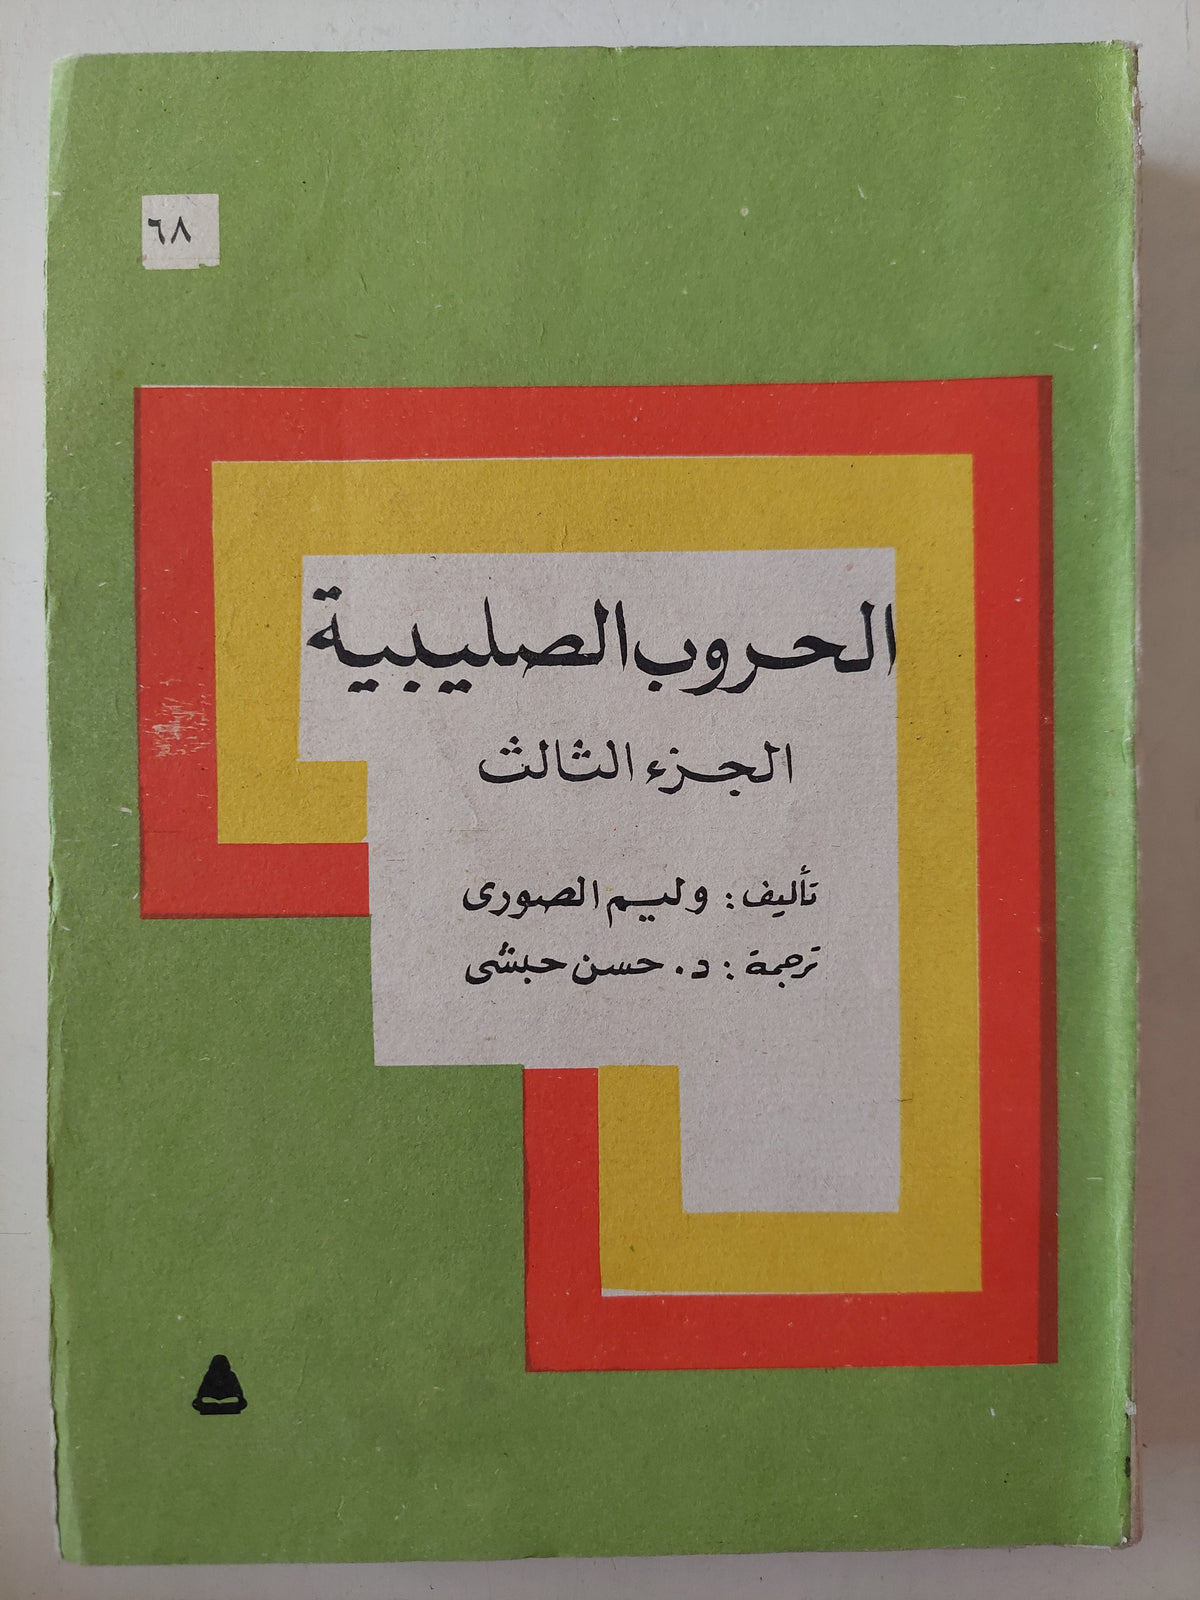 ٦٨
الحروب الصليبية
الجزء الثالث
تأليف: وليم الصورى
ترجمة: د. حسن حبشى